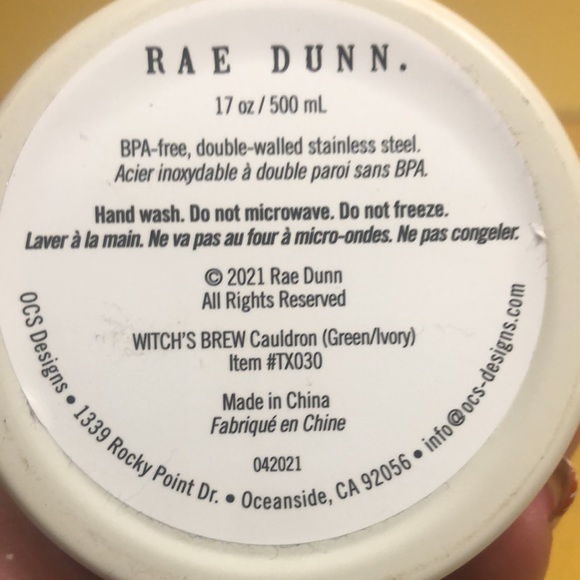 RAE DUNN.
17 oz / 500 mL
BPA-free, double-walled stainless steel.
Acier inoxydable à double paroi sans BPA.
Hand wash. Do not microwave. Do not freeze.
Laver à la main. Ne va pas au four à micro-ondes. Ne pas congeler.
© 2021 Rae Dunn
All Rights Reserved
WITCH'S BREW Cauldron (Green/Ivory)
Item #TX030
Made in China
Fabriqué en Chine
042021
OCS Designs • 1339 Rocky Point Dr. • Oceanside, CA 92056 • info@ocs-designs.com